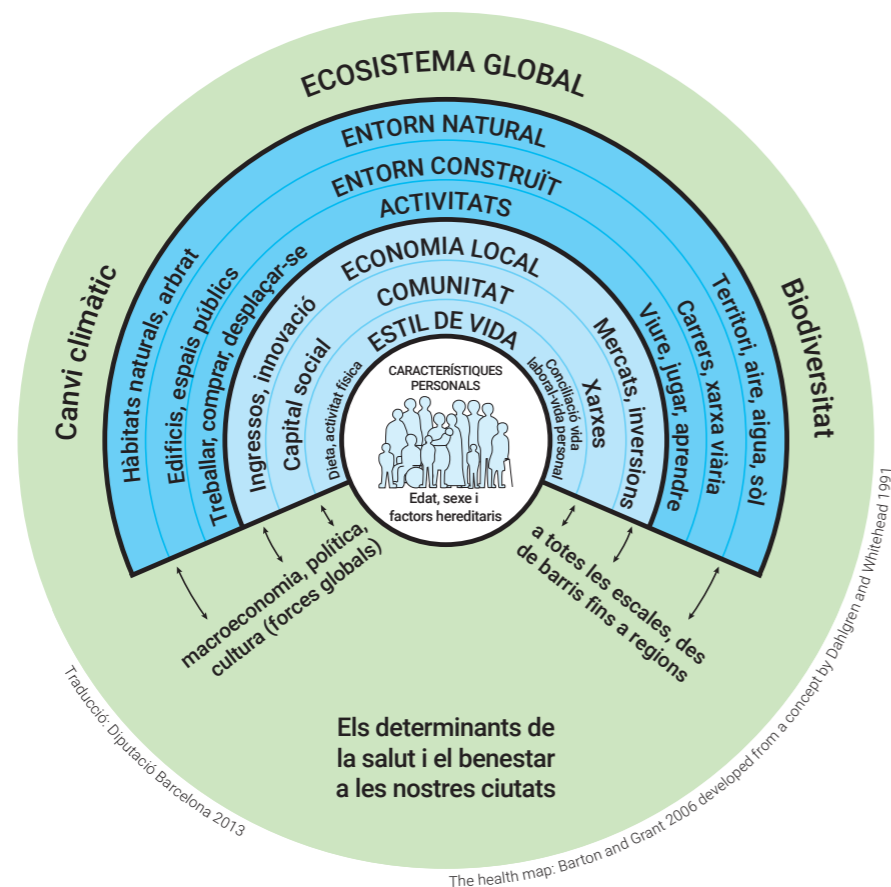 ECOSISTEMA GLOBAL
Canvi climàtic
Biodiversitat
ENTORN NATURAL
Hàbitats naturals, arbrat
Territori, aire, aigua, sòl
ENTORN CONSTRUÏT
Edificis, espais públics
Carrers, xarxa viària
ACTIVITATS
Treballar, comprar, desplaçar-se
Viure, jugar, aprendre
ECONOMIA LOCAL
Ingressos, innovació
Mercats, inversions
COMUNITAT
Capital social
Xarxes
ESTIL DE VIDA
Dieta, activitat física
Conciliació vida
laboral-vida personal
CARACTERÍSTIQUES
PERSONALS
Edat, sexe i
factors hereditaris
macroeconomia, política,
cultura (forces globals)
a totes les escales, des
de barris fins a regions
Els determinants de
la salut i el benestar
a les nostres ciutats
Traducció: Diputació Barcelona 2013
The health map: Barton and Grant 2006 developed from a concept by Dahlgren and Whitehead 1991